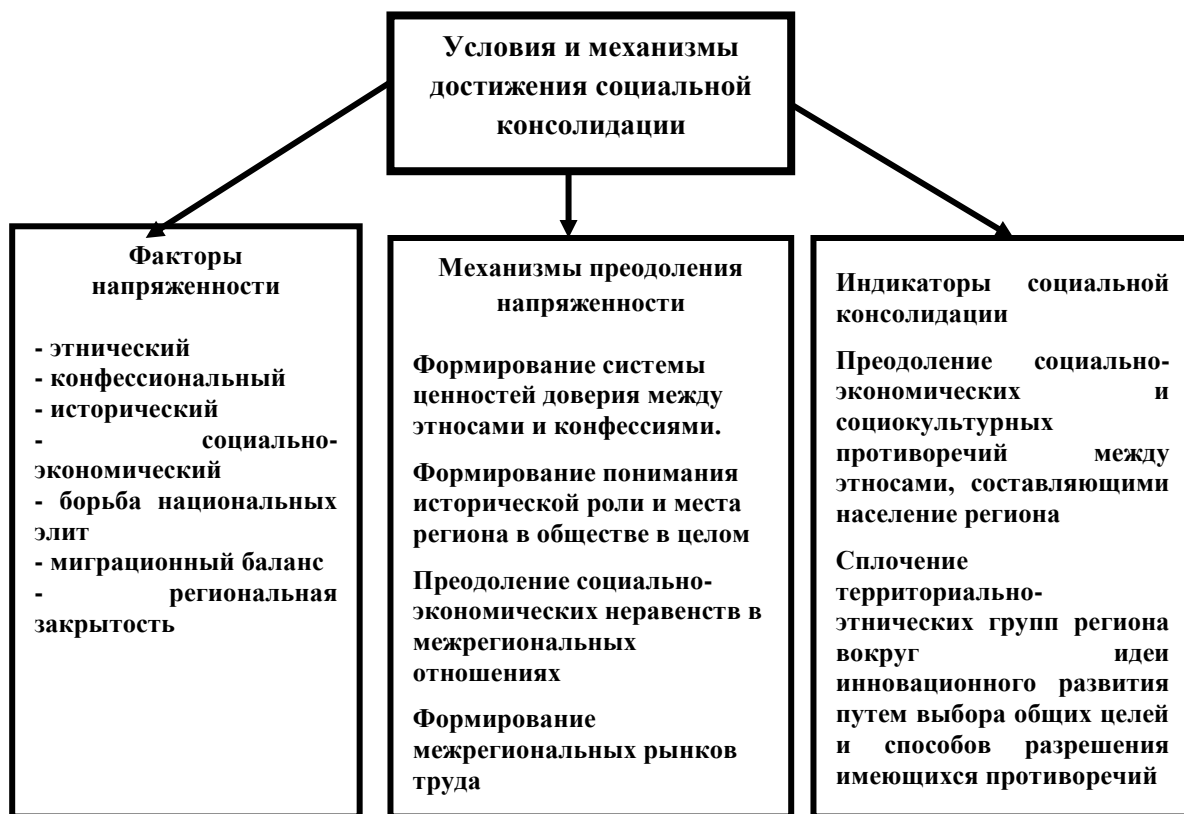 Условия и механизмы
достижения социальной
консолидации
Факторы
напряженности
- этнический
- конфессиональный
- исторический
- социально-
экономический
- борьба национальных
элит
- миграционный баланс
- региональная
закрытость
Механизмы преодоления
напряженности
Формирование системы
ценностей доверия между
этносами и конфессиями.
Формирование понимания
исторической роли и места
региона в обществе в целом
Преодоление социально-
экономических неравенств в
межрегиональных
отношениях
Формирование
межрегиональных рынков
труда
Индикаторы социальной
консолидации
Преодоление социально-
экономических и
социокультурных
противоречий между
этносами, составляющими
население региона
Сплочение
территориально-
этнических групп региона
вокруг идеи
инновационного развития
путем выбора общих целей
и способов разрешения
имеющихся противоречий